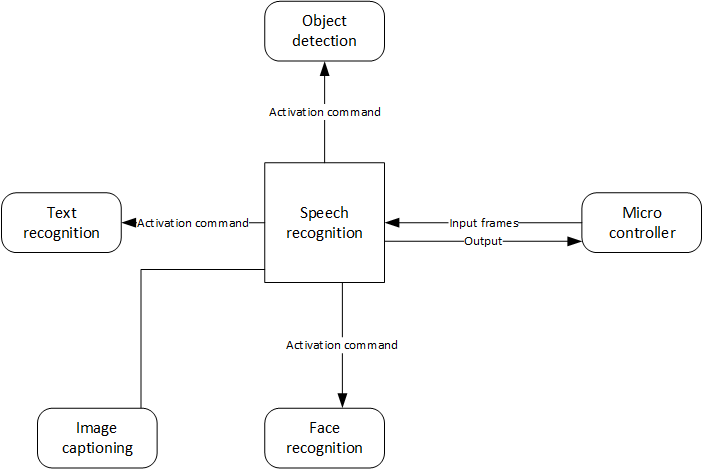 Object
detection
Activation command
Text
recognition
Activation command
Speech
recognition
Input frames
Output
Micro
controller
Activation command
Image
captioning
Face
recognition